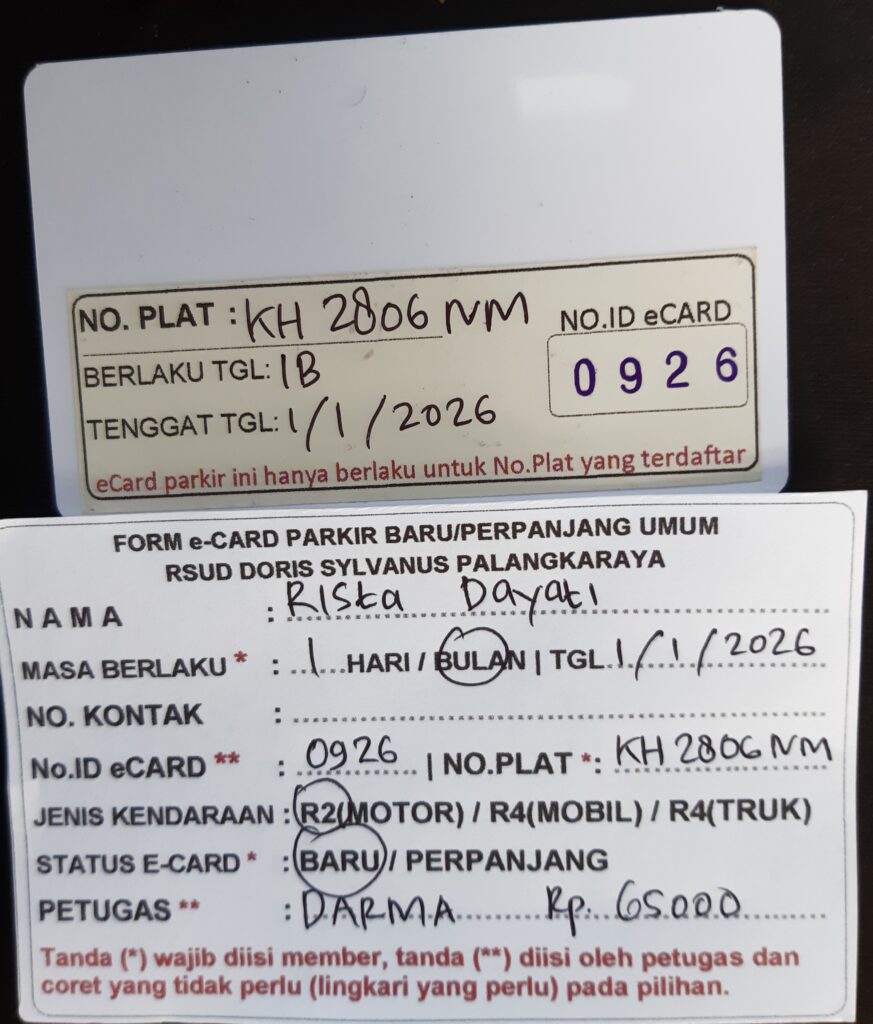 NO. PLAT : KH 2806 NM
NO.ID eCARD
0926
BERLAKU TGL: 1B
TENGGAT TGL: 1/1/2026
eCard parkir ini hanya berlaku untuk No.Plat yang terdaftar
FORM e-CARD PARKIR BARU/PERPANJANG UMUM
RSUD DORIS SYLVANUS PALANGKARAYA
NAMA : Riska Dayati
MASA BERLAKU * : 1 HARI / BULAN | TGL 1/1/2026
NO. KONTAK :
No.ID eCARD ** : 0926 | NO.PLAT *: KH 2806 NM
JENIS KENDARAAN : R2(MOTOR) / R4(MOBIL) / R4(TRUK)
STATUS E-CARD * : BARU / PERPANJANG
PETUGAS ** : DARMA Rp. 65.000
Tanda (*) wajib diisi member, tanda (**) diisi oleh petugas dan
coret yang tidak perlu (lingkari yang perlu) pada pilihan.